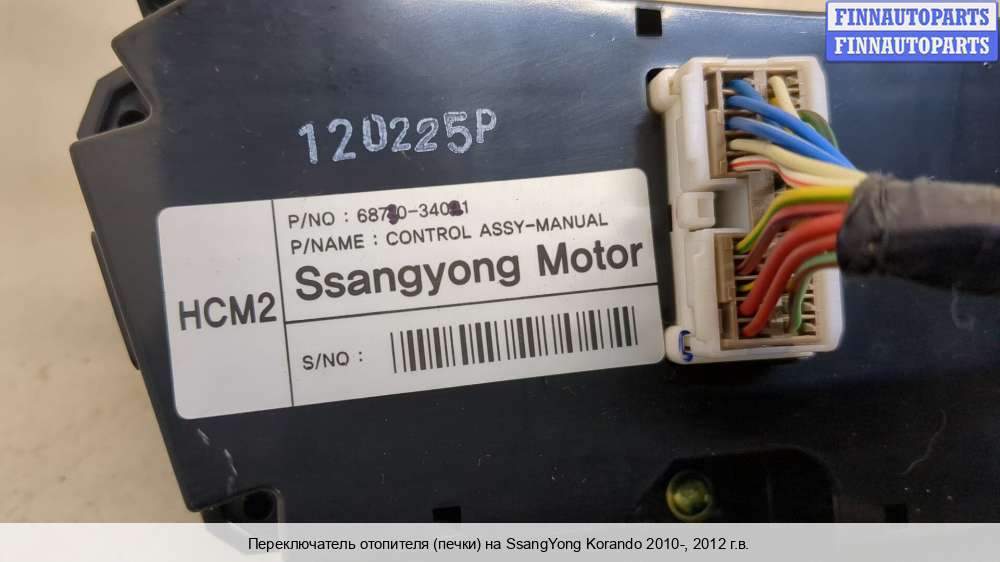 FINNAUTOPARTS
FINNAUTOPARTS
120225P
P/NO :
P/NAME : CONTROL ASSY-MANUAL
Ssangyong Motor
HCM2
S/NO :
Переключатель отопителя (печки) на SsangYong Korando 2010-, 2012 г.в.